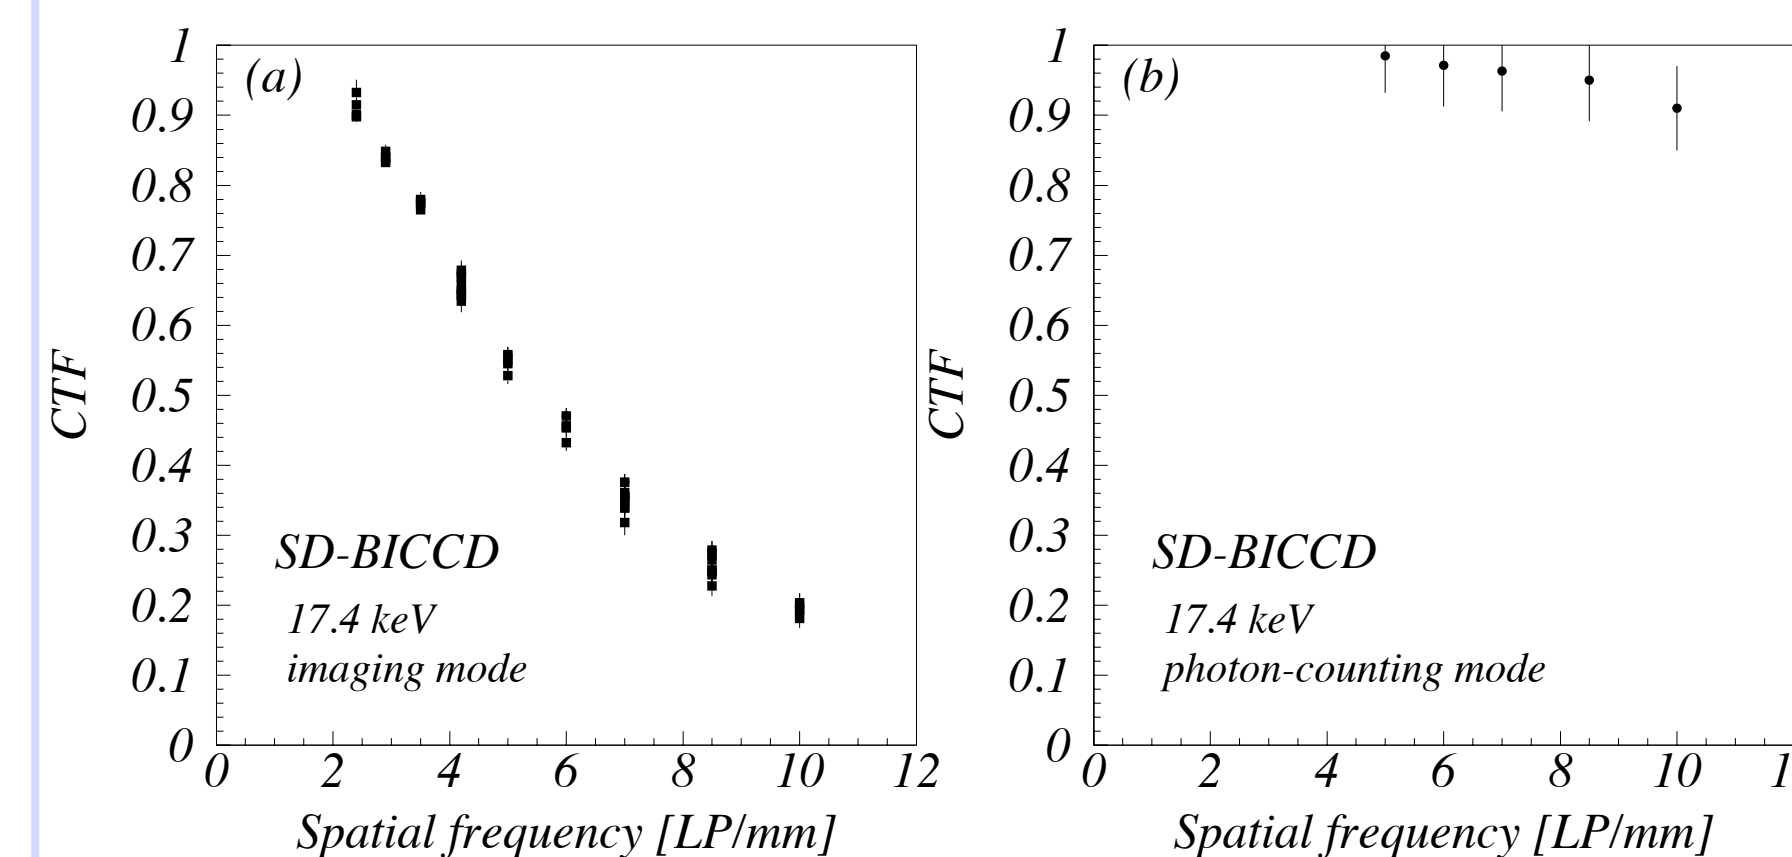 (a)
1
0.9
0.8
0.7
0.6
0.5
0.4
0.3
0.2
0.1
0
CTF
SD-BICCD
17.4 keV
imaging mode
0 2 4 6 8 10 12
Spatial frequency [LP/mm]
(b)
1
0.9
0.8
0.7
0.6
0.5
0.4
0.3
0.2
0.1
0
CTF
SD-BICCD
17.4 keV
photon-counting mode
0 2 4 6 8 10
Spatial frequency [LP/mm]